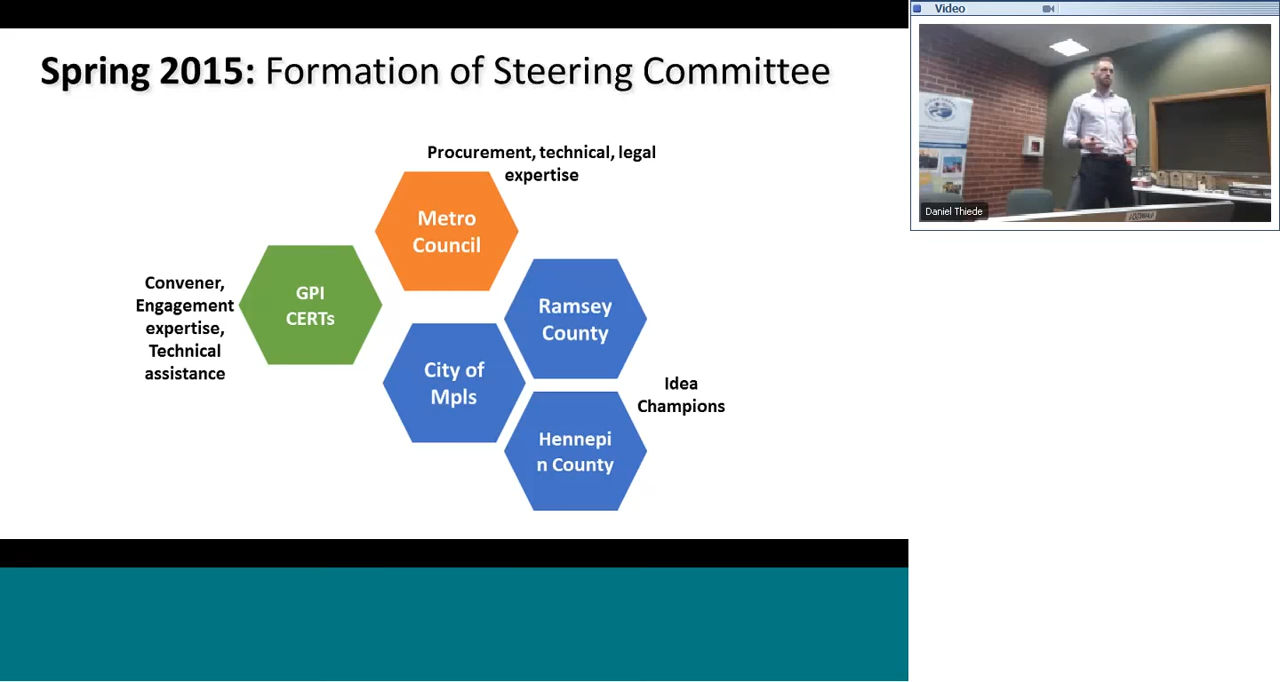 Spring 2015: Formation of Steering Committee
Procurement, technical, legal
expertise
Metro
Council
GPI
CERTs
Convener,
Engagement
expertise,
Technical
assistance
Ramsey
County
City of
Mpls
Idea
Champions
Hennepi
n County
Video
Daniel Thiede